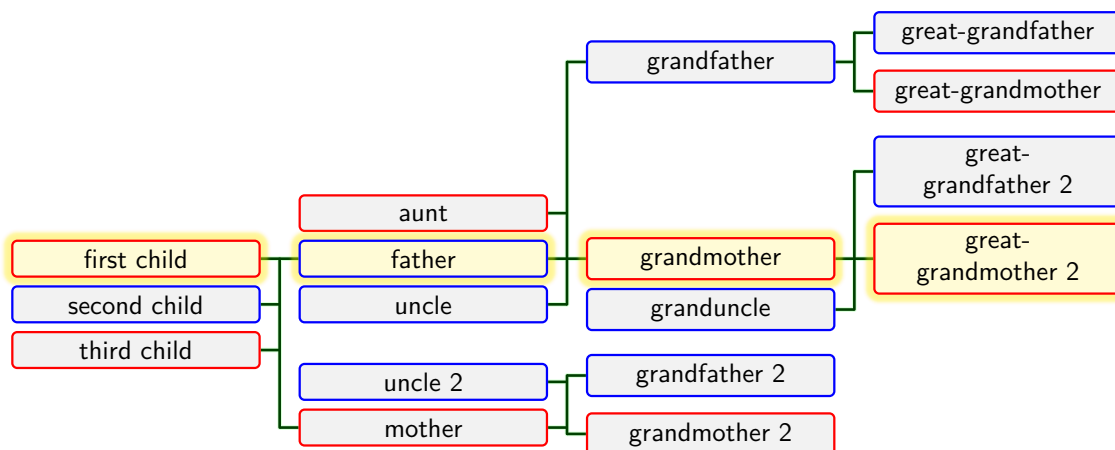 great-grandfather
grandfather
great-grandmother
great-
grandfather 2
aunt
first child
father
grandmother
great-
grandmother 2
second child
uncle
granduncle
third child
uncle 2
grandfather 2
mother
grandmother 2